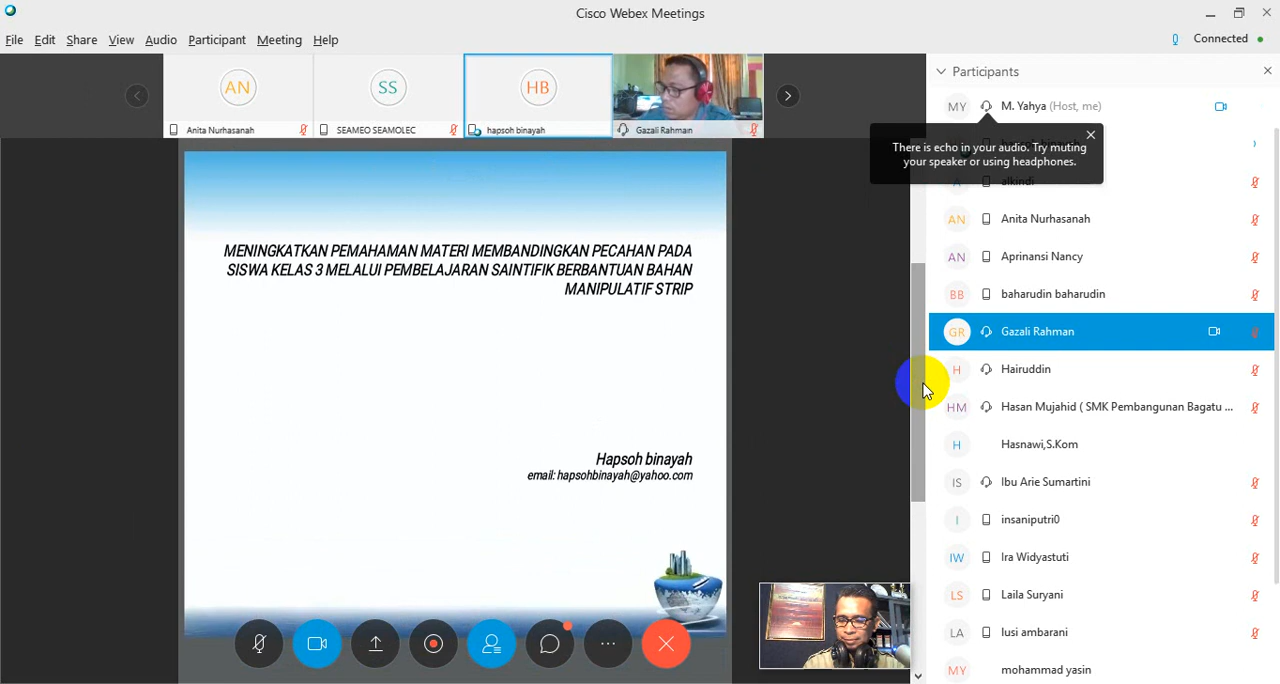 Cisco Webex Meetings
File Edit Share View Audio Participant Meeting Help
Connected
AN
SS
HB
Anita Nurhasanah
SEAMEO SEAMOLEC
hapsoh binayah
Gazali Rahman
MENINGKATKAN PEMAHAMAN MATERI MEMBANDINGKAN PECAHAN PADA
SISWA KELAS 3 MELALUI PEMBELAJARAN SAINTIFIK BERBANTUAN BAHAN
MANIPULATIF STRIP
Hapsoh binayah
email: hapsohbinayah@yahoo.com
Participants
MY M. Yahya (Host, me)
There is echo in your audio. Try muting
your speaker or using headphones.
alkindi
AN Anita Nurhasanah
AN Aprinansi Nancy
BB baharudin baharudin
GR Gazali Rahman
H Hairuddin
HM Hasan Mujahid ( SMK Pembangunan Bagatu ...
H Hasnawi,S.Kom
IS Ibu Arie Sumartini
I insaniputri0
IW Ira Widyastuti
LS Laila Suryani
LA lusi ambarani
MY mohammad yasin